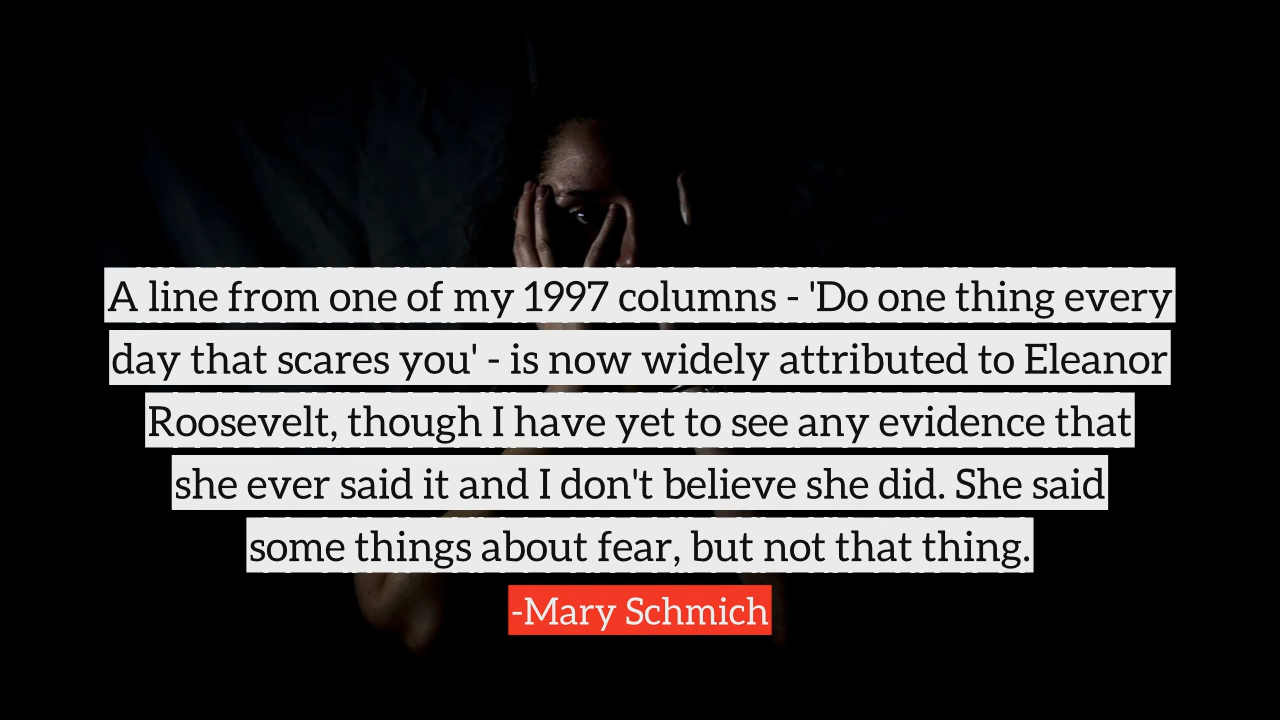 A line from one of my 1997 columns - 'Do one thing every
day that scares you' - is now widely attributed to Eleanor
Roosevelt, though I have yet to see any evidence that
she ever said it and I don't believe she did. She said
some things about fear, but not that thing.
-Mary Schmich